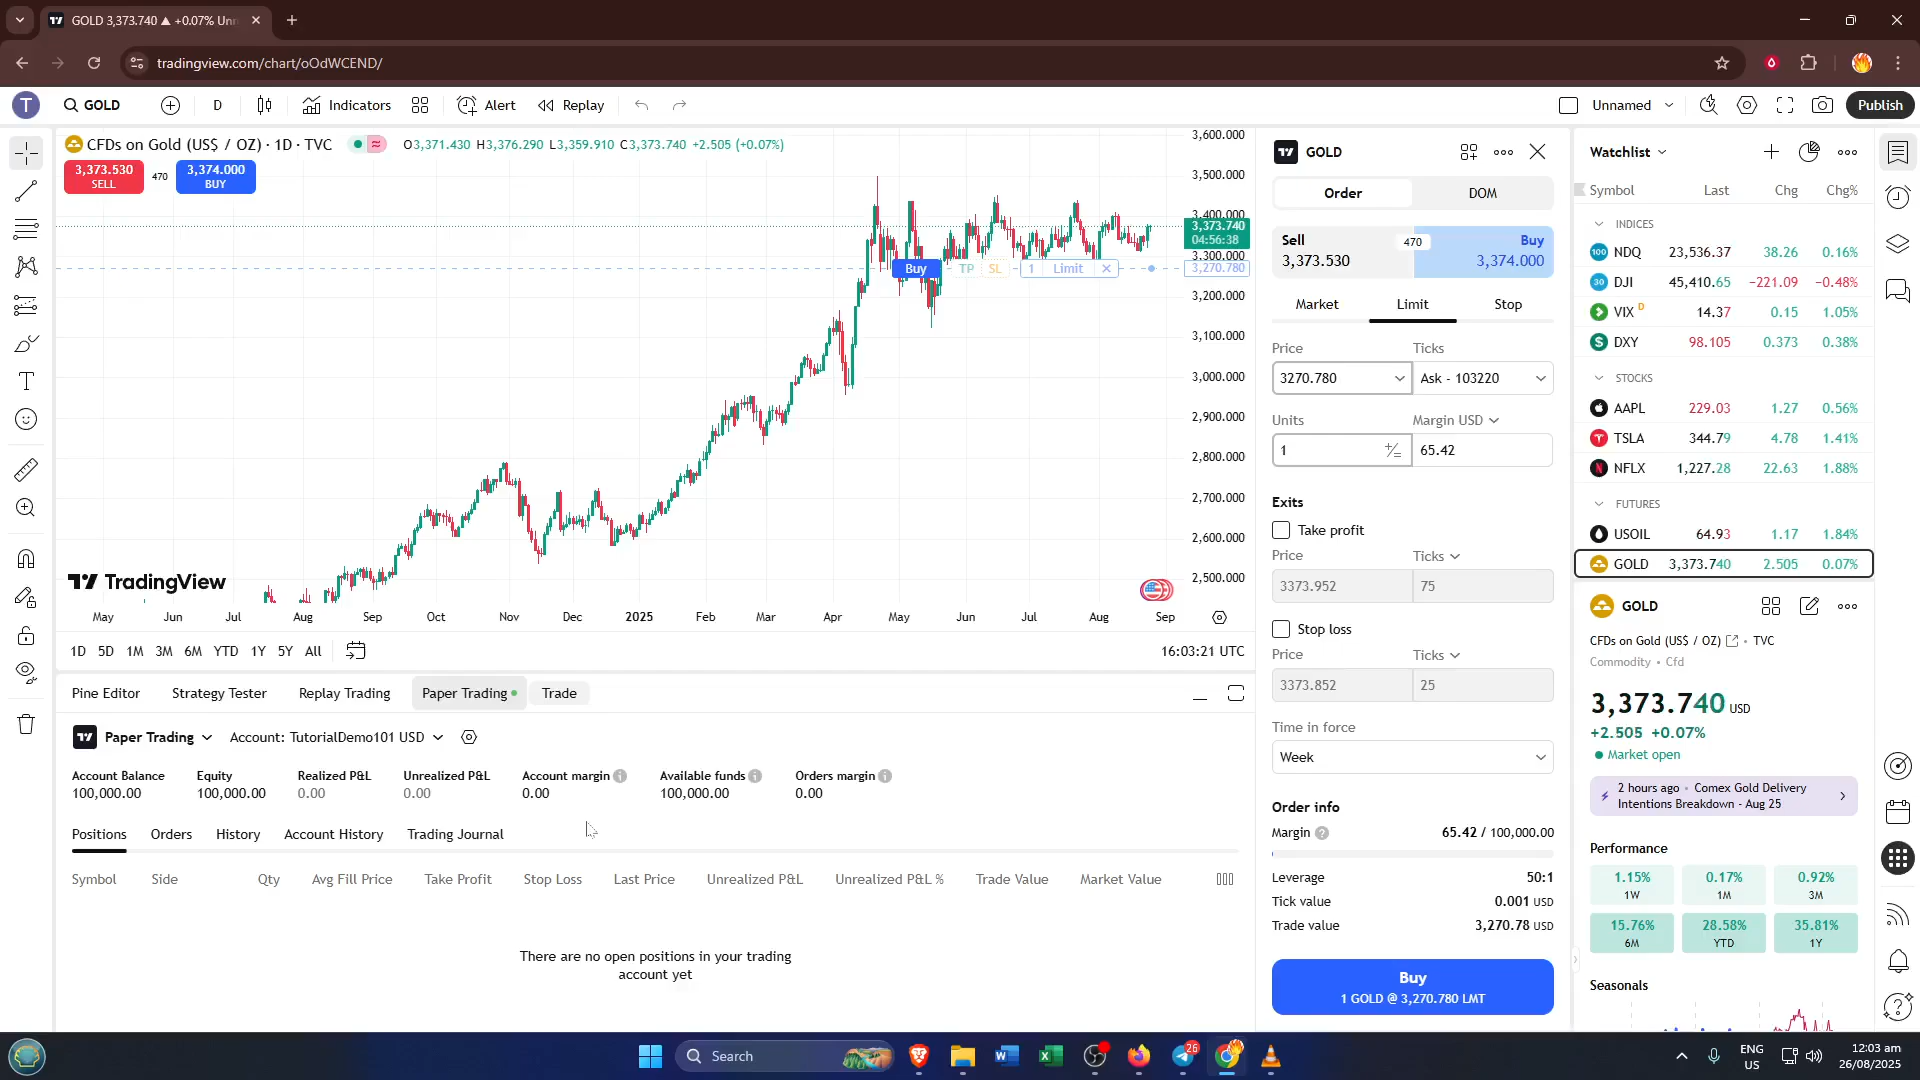 GOLD 3,373.740 ▲ +0.07% Unn
tradingview.com/chart/oOdWCEND/
T
GOLD
D
Indicators
Alert
Replay
Unnamed
Publish
CFDs on Gold (US$ / OZ) · 1D · TVC
O3,371.430 H3,376.290 L3,359.910 C3,373.740 +2.505 (+0.07%)
3,373.530
SELL
470
3,374.000
BUY
3,600.000
3,500.000
3,400.000
3,373.740
04:56:38
3,300.000
3,270.780
3,200.000
3,100.000
3,000.000
2,900.000
2,800.000
2,700.000
2,600.000
2,500.000
Buy
TP
SL
1
Limit
TradingView
May
Jun
Jul
Aug
Sep
Oct
Nov
Dec
2025
Feb
Mar
Apr
May
Jun
Jul
Aug
Sep
1D 5D 1M 3M 6M YTD 1Y 5Y All
16:03:21 UTC
Pine Editor
Strategy Tester
Replay Trading
Paper Trading
Trade
Paper Trading
Account: TutorialDemo101 USD
Account Balance
100,000.00
Equity
100,000.00
Realized P&L
0.00
Unrealized P&L
0.00
Account margin
0.00
Available funds
100,000.00
Orders margin
0.00
Positions
Orders
History
Account History
Trading Journal
Symbol
Side
Qty
Avg Fill Price
Take Profit
Stop Loss
Last Price
Unrealized P&L
Unrealized P&L %
Trade Value
Market Value
There are no open positions in your trading
account yet
GOLD
Order
DOM
Sell
3,373.530
470
Buy
3,374.000
Market
Limit
Stop
Price
Ticks
3270.780
Ask - 103220
Units
Margin USD
1
65.42
Exits
Take profit
Price
Ticks
3373.952
75
Stop loss
Price
Ticks
3373.852
25
Time in force
Week
Order info
Margin
65.42 / 100,000.00
Leverage
50:1
Tick value
0.001 USD
Trade value
3,270.78 USD
Buy
1 GOLD @ 3,270.780 LMT
Watchlist
Symbol
Last
Chg
Chg%
INDICES
100 NDQ 23,536.37 38.26 0.16%
30 DJI 45,410.65 −221.09 −0.48%
VIX D 14.37 0.15 1.05%
DXY 98.105 0.373 0.38%
STOCKS
AAPL 229.03 1.27 0.56%
TSLA 344.79 4.78 1.41%
NFLX 1,227.28 22.63 1.88%
FUTURES
USOIL 64.93 1.17 1.84%
GOLD 3,373.740 2.505 0.07%
GOLD
CFDs on Gold (US$ / OZ) • TVC
Commodity • Cfd
3,373.740 USD
+2.505 +0.07%
Market open
2 hours ago • Comex Gold Delivery
Intentions Breakdown - Aug 25
Performance
1.15%
1W
0.17%
1M
0.92%
3M
15.76%
6M
28.58%
YTD
35.81%
1Y
Seasonals
Search
26
ENG
US
12:03 am
26/08/2025